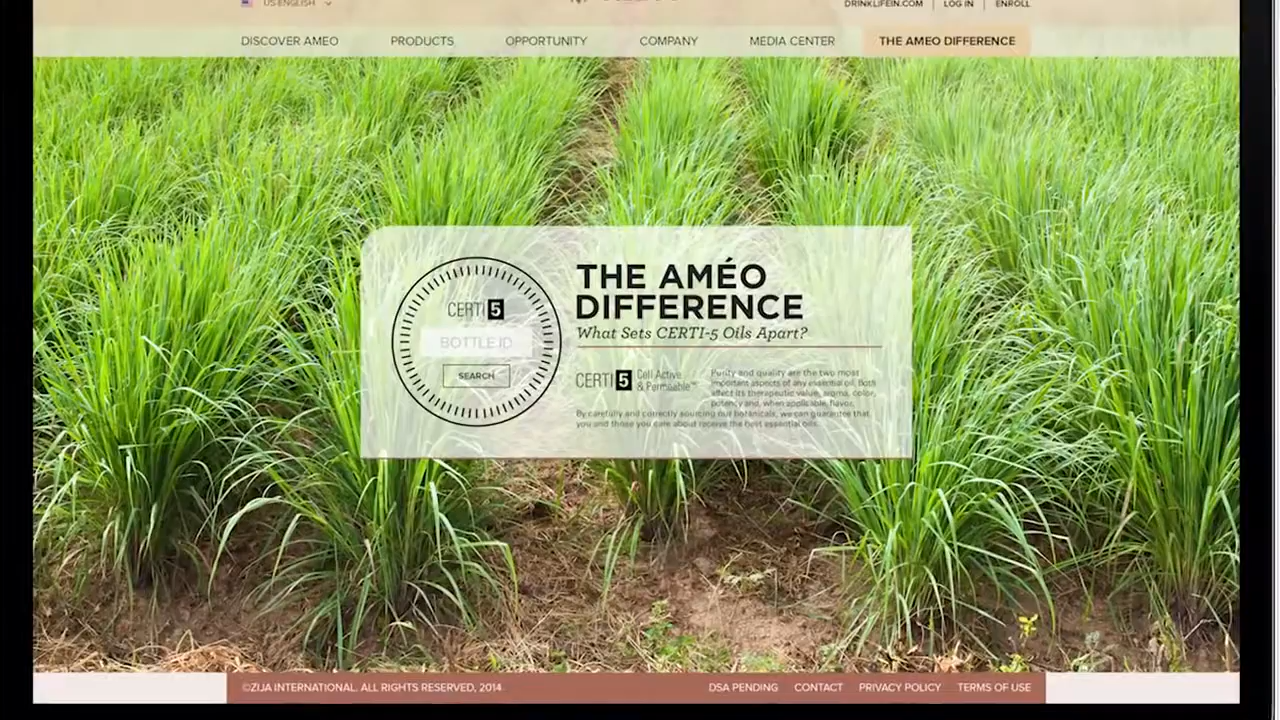 US ENGLISH
DRINKLIFEIN.COM LOG IN ENROLL
DISCOVER AMEO PRODUCTS OPPORTUNITY COMPANY MEDIA CENTER THE AMEO DIFFERENCE
CERTI 5
BOTTLE ID
SEARCH
THE AMÉO
DIFFERENCE
What Sets CERTI-5 Oils Apart?
CERTI 5 Cell Active
& Permeable™
Purity and quality are the two most
important aspects of any essential oil. Both
affect its therapeutic value, aroma, color,
potency and, when applicable, flavor.
By carefully and correctly sourcing our botanicals, we can guarantee that
you and those you care about receive the best essential oils.
©ZIJA INTERNATIONAL. ALL RIGHTS RESERVED, 2014 DSA PENDING CONTACT PRIVACY POLICY TERMS OF USE